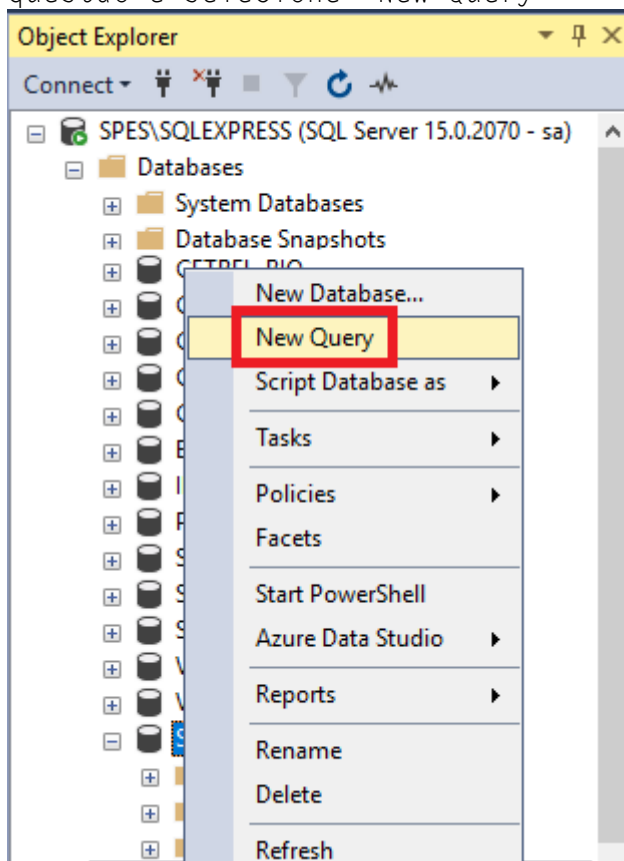 Object Explorer
Connect
SPES\SQLEXPRESS (SQL Server 15.0.2070 - sa)
Databases
System Databases
Database Snapshots
New Database...
New Query
Script Database as
Tasks
Policies
Facets
Start PowerShell
Azure Data Studio
Reports
Rename
Delete
Refresh